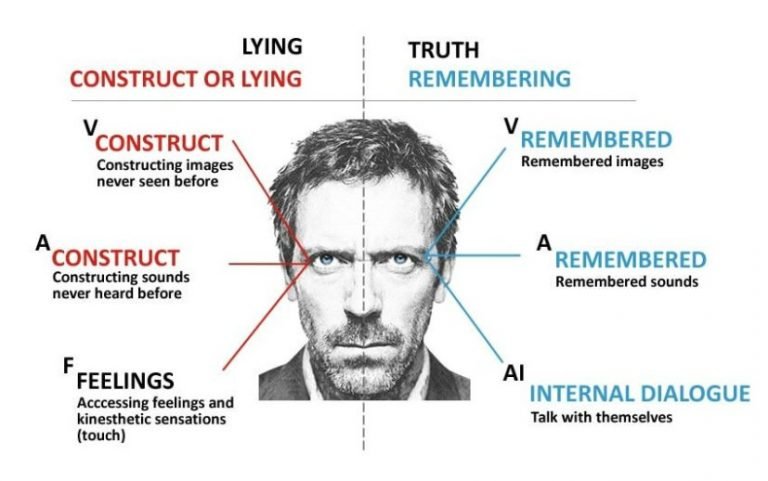 LYING
CONSTRUCT OR LYING
TRUTH
REMEMBERING
V
CONSTRUCT
Constructing images
never seen before
V
REMEMBERED
Remembered images
A
CONSTRUCT
Constructing sounds
never heard before
A
REMEMBERED
Remembered sounds
F
FEELINGS
Acccessing feelings and
kinesthetic sensations
(touch)
AI
INTERNAL DIALOGUE
Talk with themselves